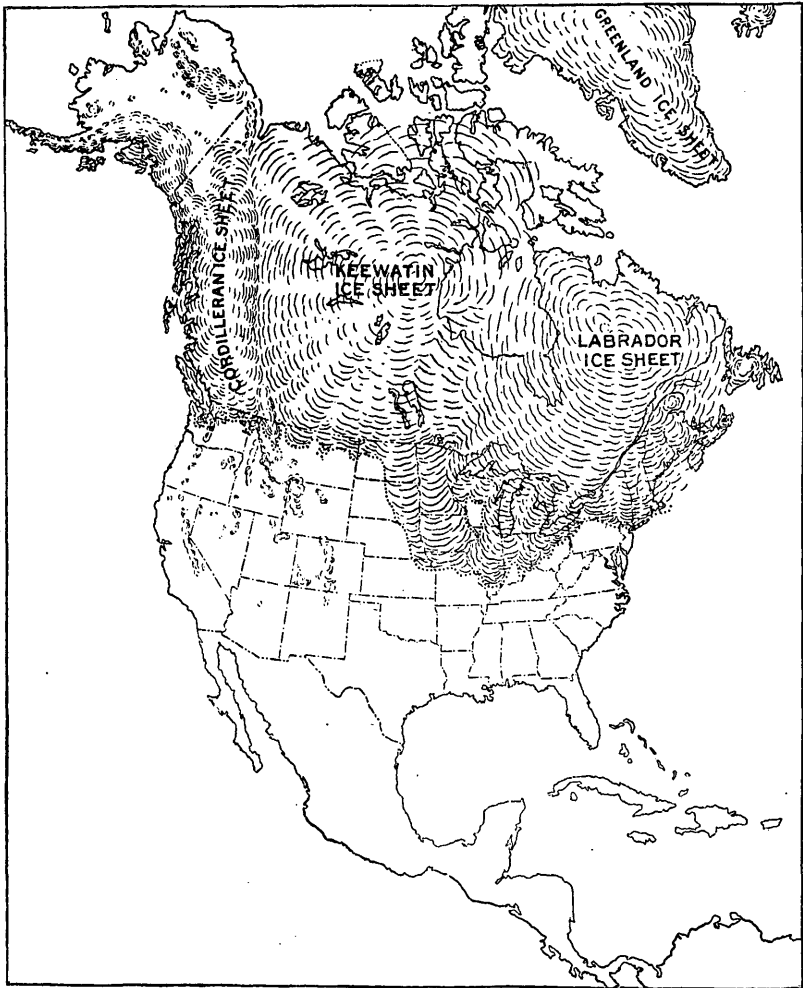 GREENLAND ICE SHEET
CORDILLERAN ICE SHEET
KEEWATIN
ICE SHEET
LABRADOR
ICE SHEET